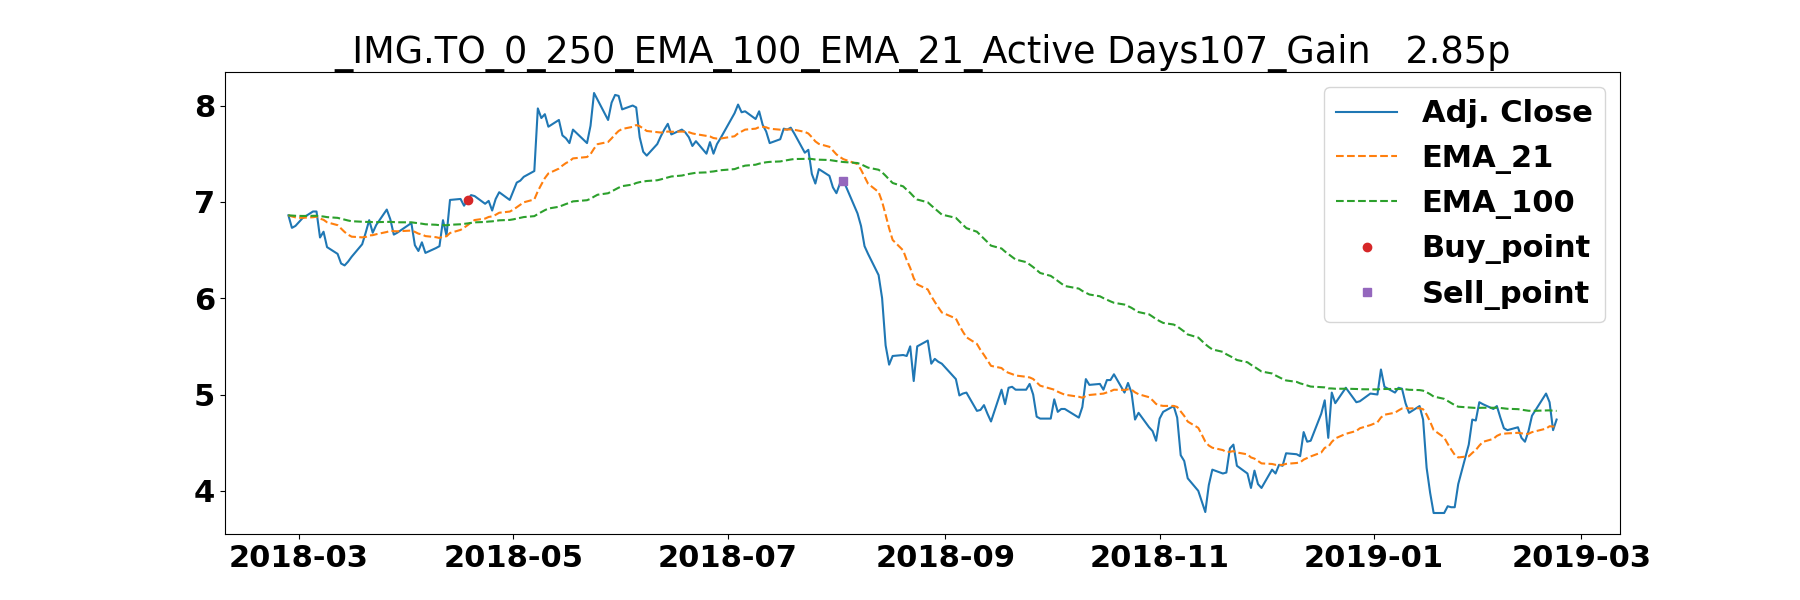 _IMG.TO_0_250_EMA_100_EMA_21_Active Days107_Gain   2.85p
8
7
6
5
4
Adj. Close
EMA_21
EMA_100
Buy_point
Sell_point
2018-03 2018-05 2018-07 2018-09 2018-11 2019-01 2019-03